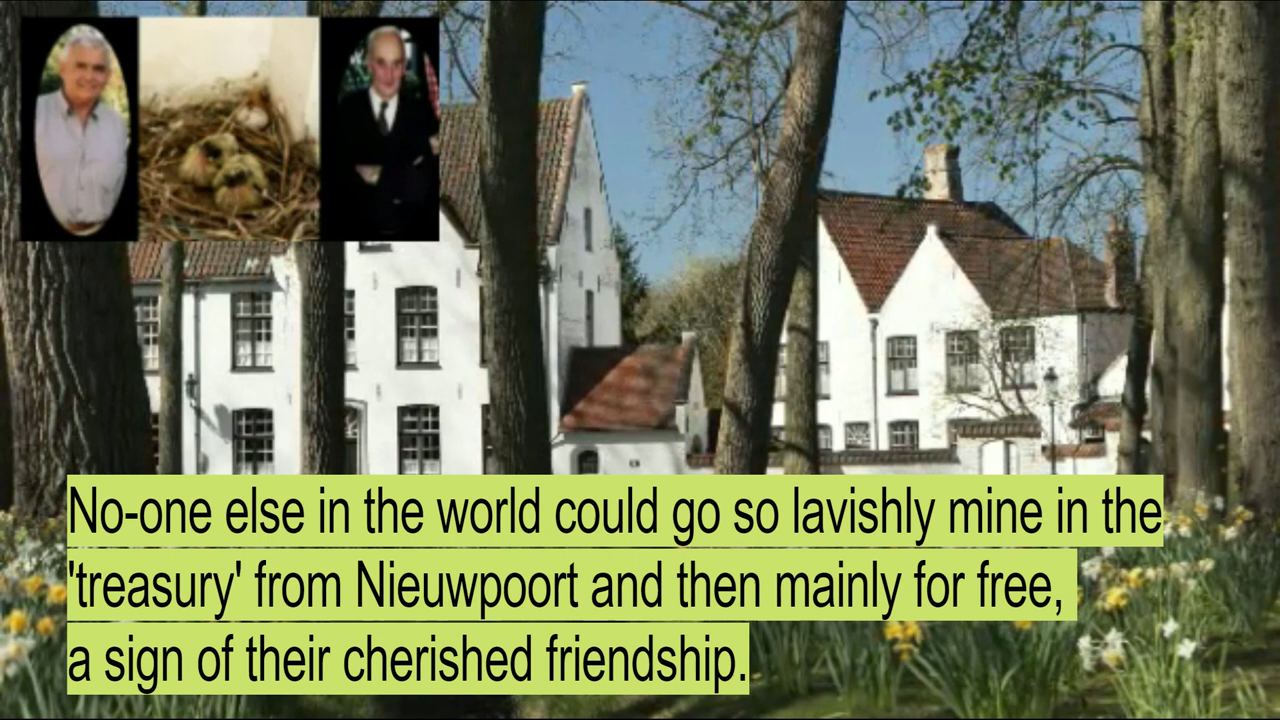 No-one else in the world could go so lavishly mine in the
'treasury' from Nieuwpoort and then mainly for free,
a sign of their cherished friendship.